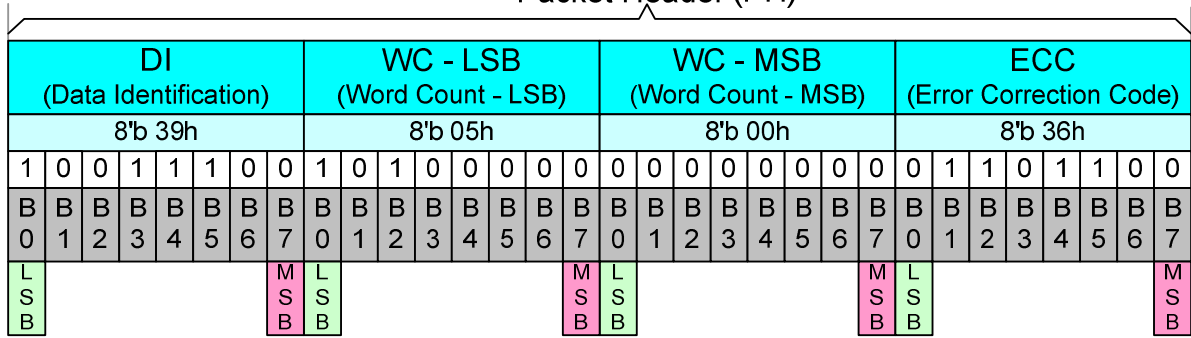 DI WC - LSB WC - MSB ECC
(Data Identification) (Word Count - LSB) (Word Count - MSB) (Error Correction Code)
8'b 39h 8'b 05h 8'b 00h 8'b 36h
1 0 0 1 1 1 0 0 1 0 1 0 0 0 0 0 0 0 0 0 0 0 0 0 0 1 1 0 1 1 0 0
B B B B B B B B B B B B B B B B B B B B B B B B B B B B B B B B
0 1 2 3 4 5 6 7 0 1 2 3 4 5 6 7 0 1 2 3 4 5 6 7 0 1 2 3 4 5 6 7
L M L M L M L M
S S S S S S S S
B B B B B B B B